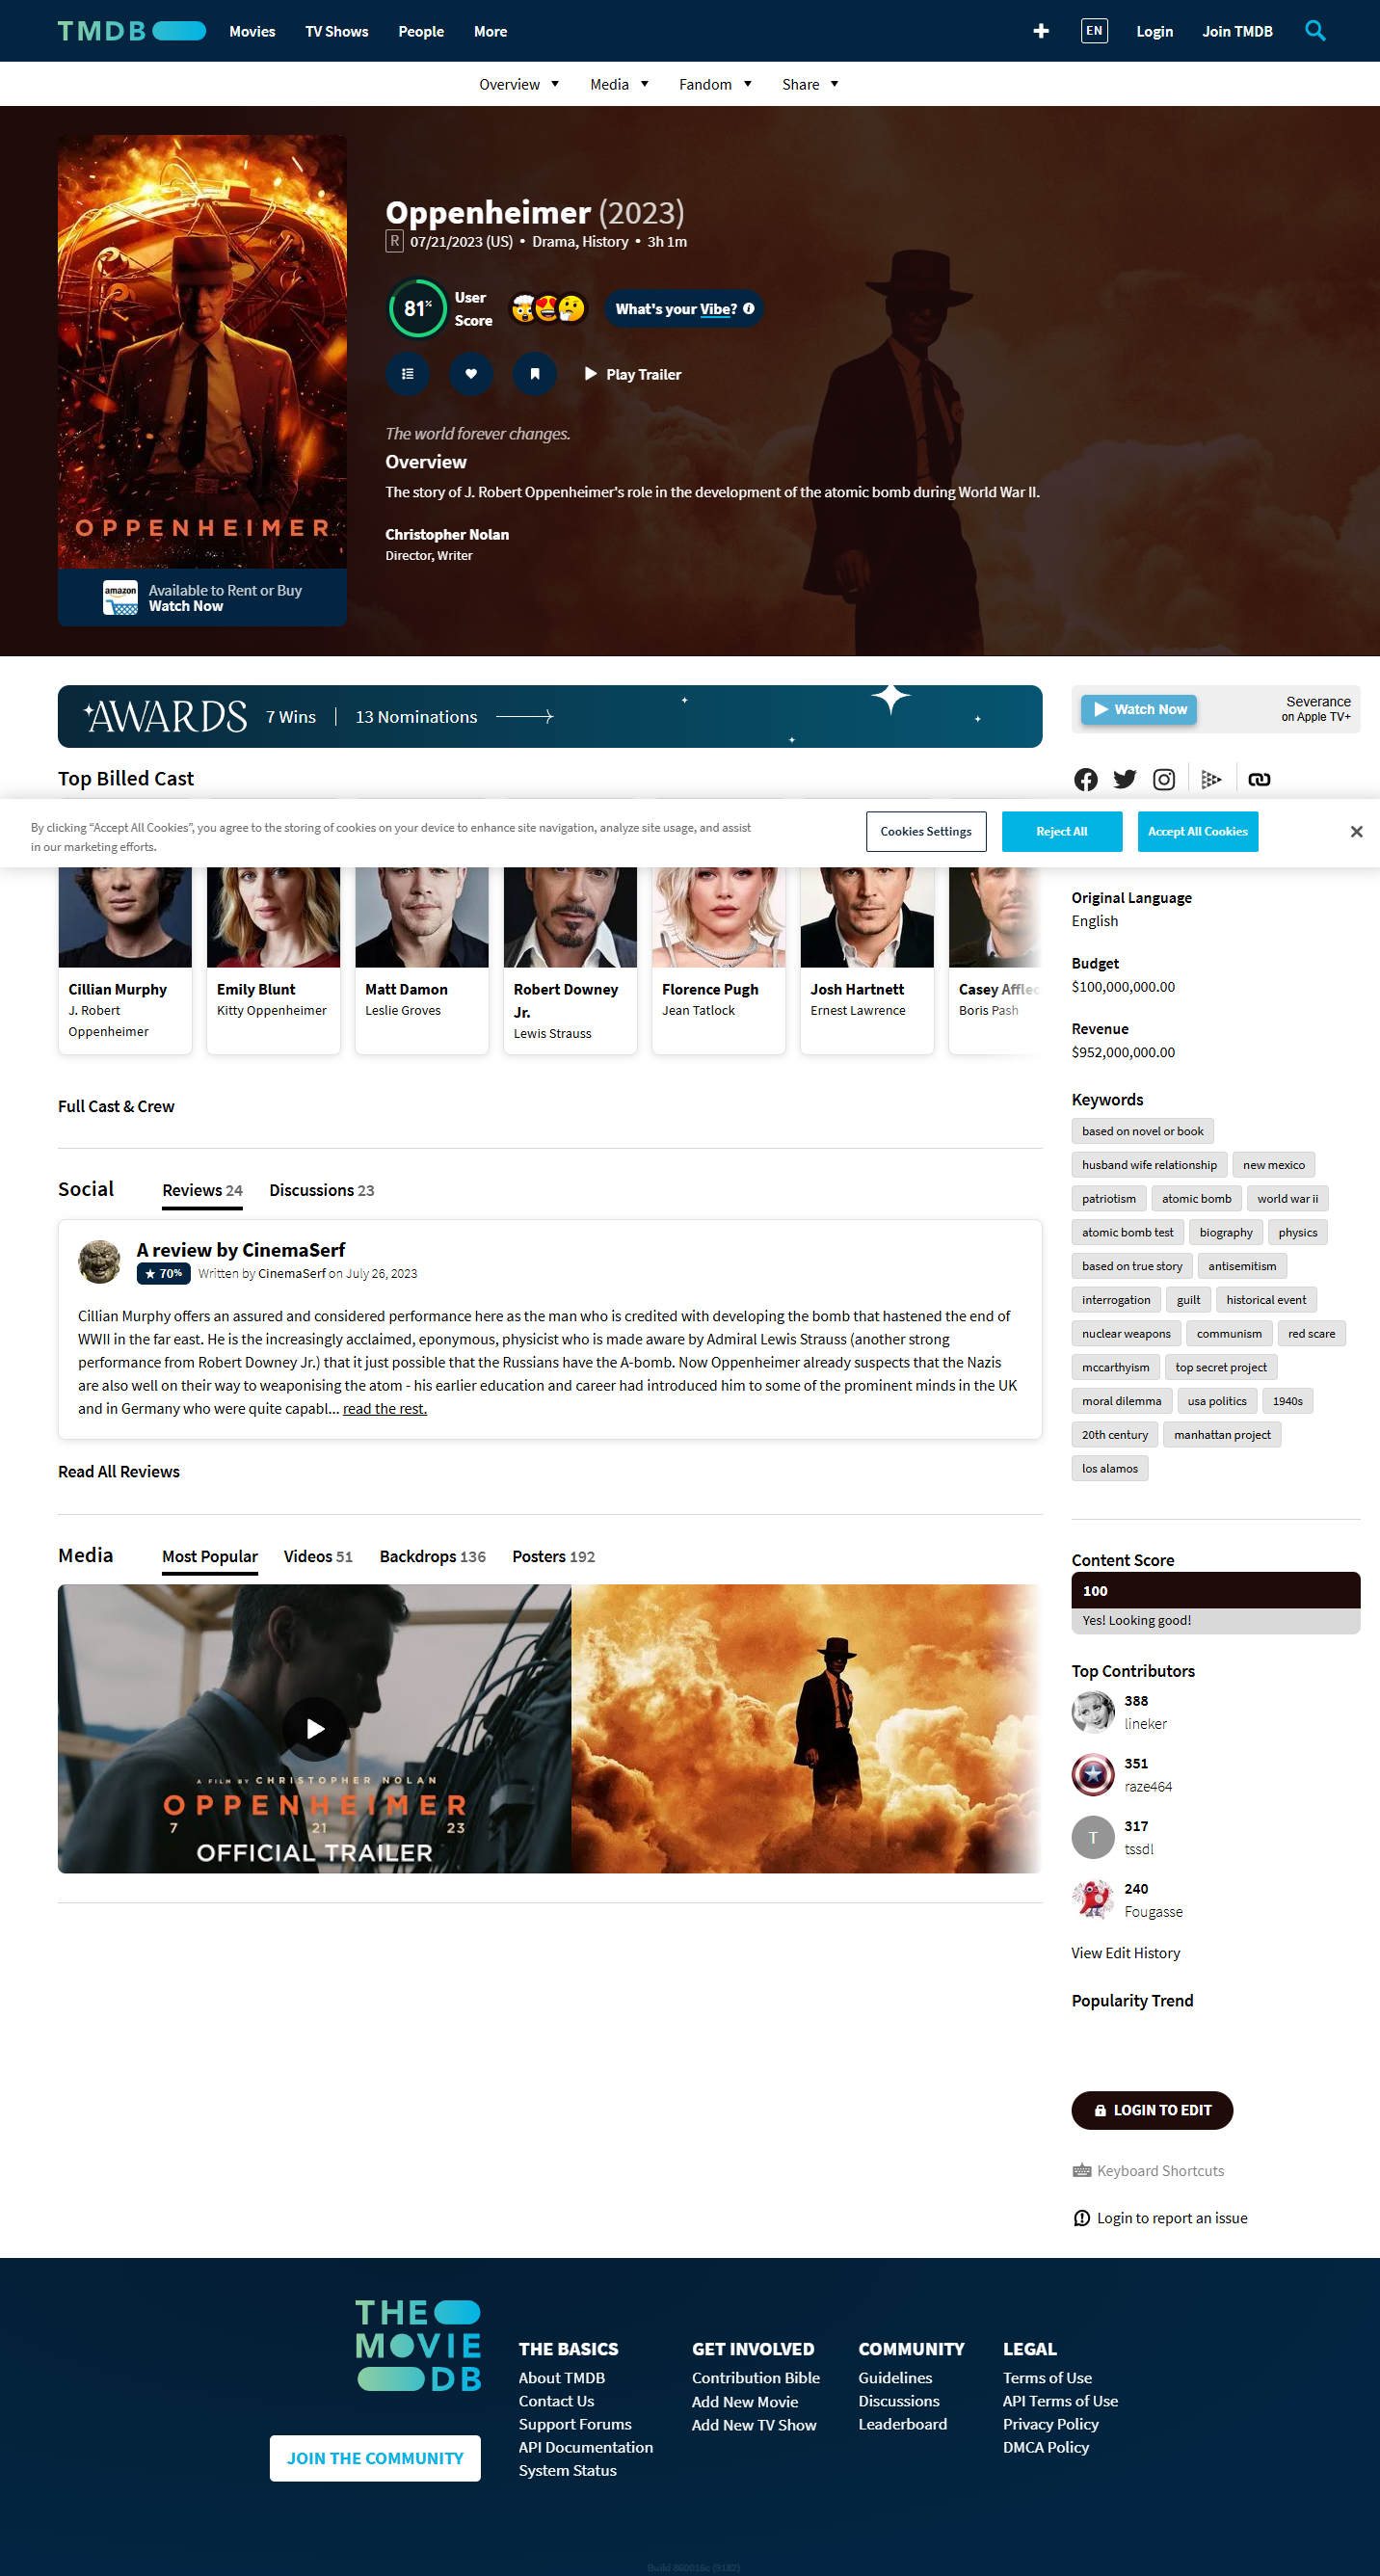 TMDB
Movies
TV Shows
People
More
EN
Login
Join TMDB
Overview
Media
Fandom
Share
OPPENHEIMER
amazon
Available to Rent or Buy
Watch Now
Oppenheimer (2023)
R 07/21/2023 (US) • Drama, History • 3h 1m
81%
User
Score
What's your Vibe?
Play Trailer
The world forever changes.
Overview
The story of J. Robert Oppenheimer's role in the development of the atomic bomb during World War II.
Christopher Nolan
Director, Writer
AWARDS 7 Wins | 13 Nominations
Watch Now
Severance
on Apple TV+
Top Billed Cast
By clicking “Accept All Cookies”, you agree to the storing of cookies on your device to enhance site navigation, analyze site usage, and assist
in our marketing efforts.
Cookies Settings
Reject All
Accept All Cookies
Cillian Murphy
J. Robert
Oppenheimer
Emily Blunt
Kitty Oppenheimer
Matt Damon
Leslie Groves
Robert Downey
Jr.
Lewis Strauss
Florence Pugh
Jean Tatlock
Josh Hartnett
Ernest Lawrence
Casey Afflec
Boris Pash
Full Cast & Crew
Social
Reviews 24
Discussions 23
A review by CinemaSerf
70% Written by CinemaSerf on July 26, 2023
Cillian Murphy offers an assured and considered performance here as the man who is credited with developing the bomb that hastened the end of
WWII in the far east. He is the increasingly acclaimed, eponymous, physicist who is made aware by Admiral Lewis Strauss (another strong
performance from Robert Downey Jr.) that it just possible that the Russians have the A-bomb. Now Oppenheimer already suspects that the Nazis
are also well on their way to weaponising the atom - his earlier education and career had introduced him to some of the prominent minds in the UK
and in Germany who were quite capabl... read the rest.
Read All Reviews
Media
Most Popular
Videos 51
Backdrops 136
Posters 192
A FILM BY CHRISTOPHER NOLAN
OPPENHEIMER
7 21 23
OFFICIAL TRAILER
Original Language
English
Budget
$100,000,000.00
Revenue
$952,000,000.00
Keywords
based on novel or book
husband wife relationship
new mexico
patriotism
atomic bomb
world war ii
atomic bomb test
biography
physics
based on true story
antisemitism
interrogation
guilt
historical event
nuclear weapons
communism
red scare
mccarthyism
top secret project
moral dilemma
usa politics
1940s
20th century
manhattan project
los alamos
Content Score
100
Yes! Looking good!
Top Contributors
388
lineker
351
raze464
T
317
tssdl
240
Fougasse
View Edit History
Popularity Trend
LOGIN TO EDIT
Keyboard Shortcuts
Login to report an issue
THE
MOVIE
DB
JOIN THE COMMUNITY
THE BASICS
About TMDB
Contact Us
Support Forums
API Documentation
System Status
GET INVOLVED
Contribution Bible
Add New Movie
Add New TV Show
COMMUNITY
Guidelines
Discussions
Leaderboard
LEGAL
Terms of Use
API Terms of Use
Privacy Policy
DMCA Policy
Build 860016c (9182)